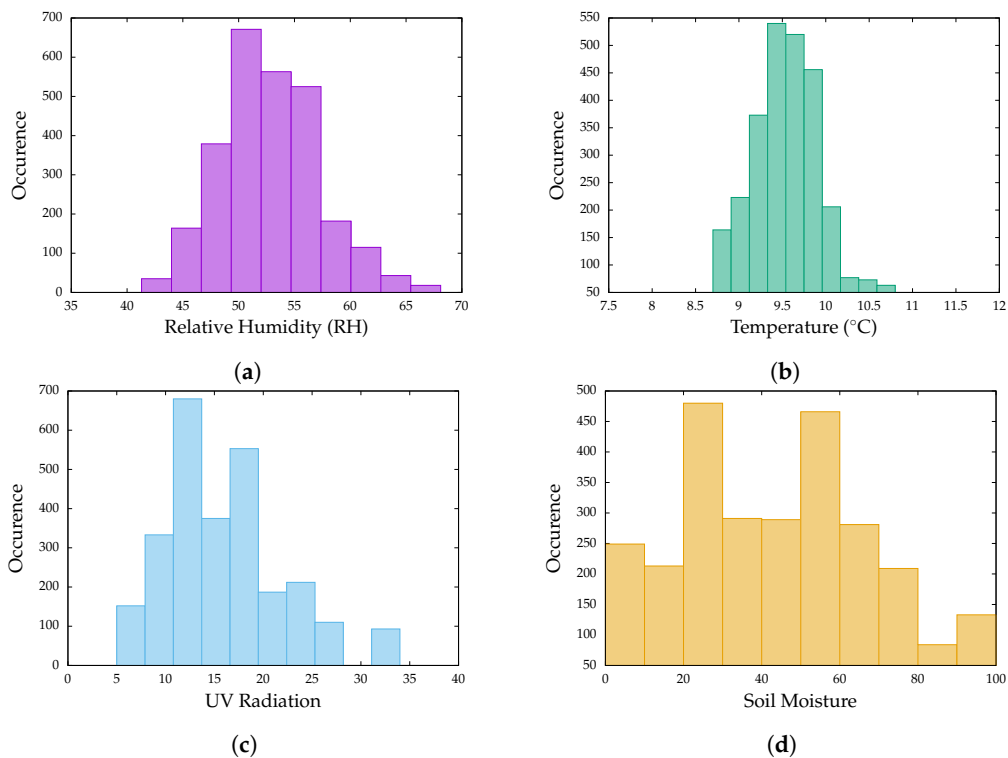 700
600
500
400
300
200
100
0
35 40 45 50 55 60 65 70
Occurence
Relative Humidity (RH)
(a)
550
500
450
400
350
300
250
200
150
100
50
7.5 8 8.5 9 9.5 10 10.5 11 11.5 12
Occurence
Temperature (°C)
(b)
700
600
500
400
300
200
100
0
0 5 10 15 20 25 30 35 40
Occurence
UV Radiation
(c)
500
450
400
350
300
250
200
150
100
50
0 20 40 60 80 100
Occurence
Soil Moisture
(d)